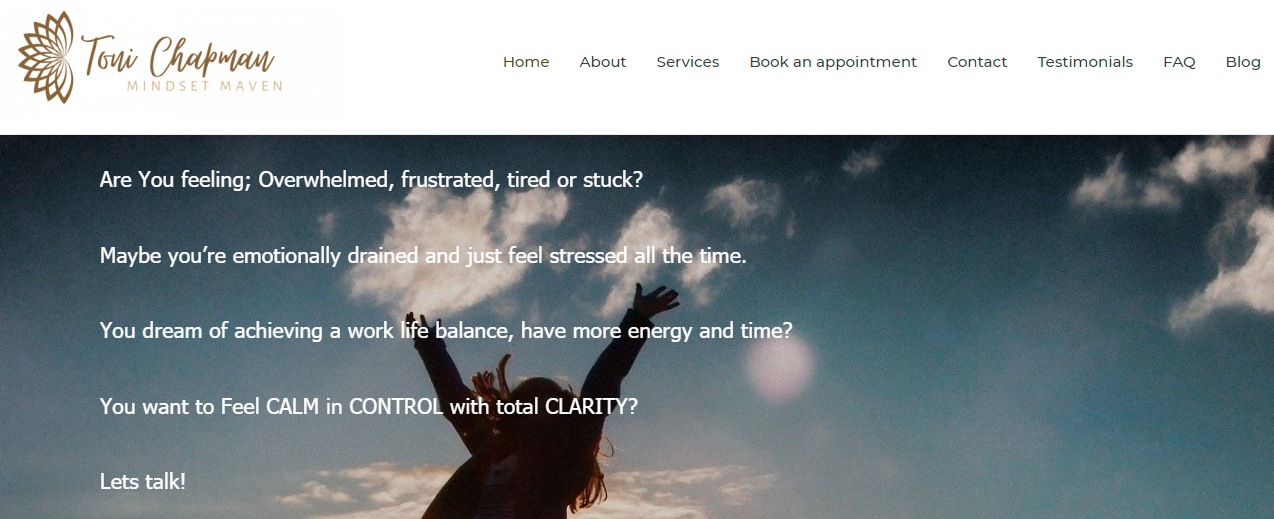 Toni Chapman
MINDSET MAVEN
Home About Services Book an appointment Contact Testimonials FAQ Blog
Are You feeling; Overwhelmed, frustrated, tired or stuck?
Maybe you’re emotionally drained and just feel stressed all the time.
You dream of achieving a work life balance, have more energy and time?
You want to Feel CALM in CONTROL with total CLARITY?
Lets talk!